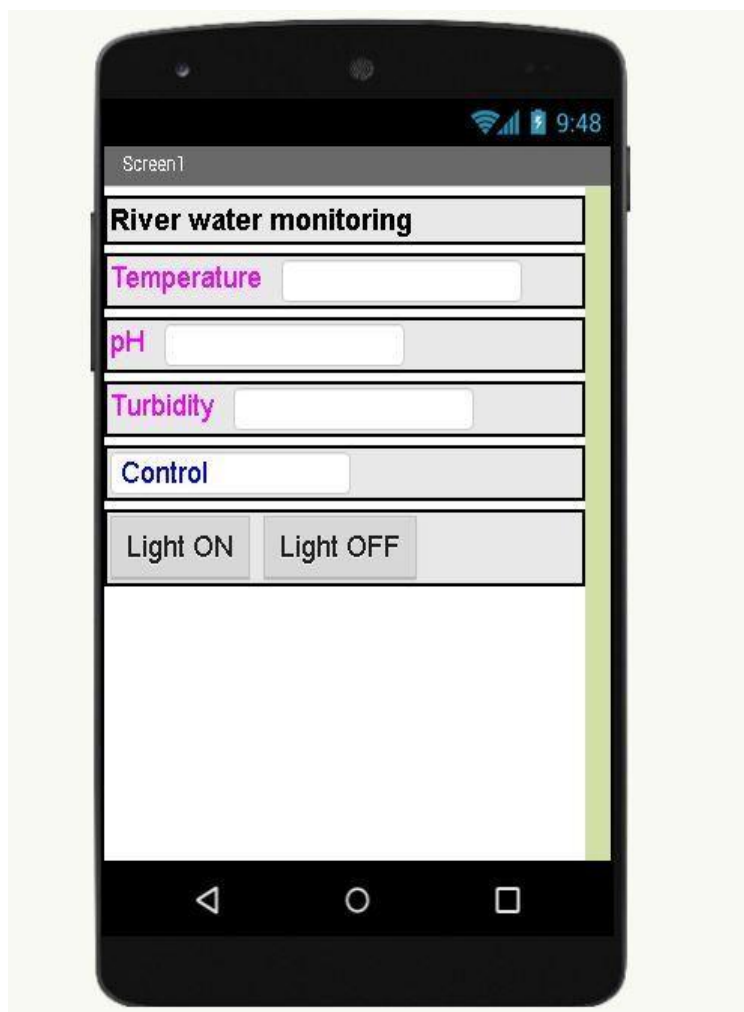 9:48
Screen1
River water monitoring
Temperature
pH
Turbidity
Control
Light ON Light OFF